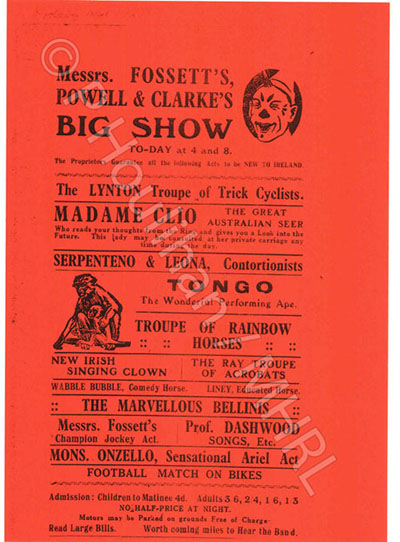 Messrs. FOSSETT'S,
POWELL & CLARKE'S
BIG SHOW
TO-DAY at 4 and 8.
The Proprietors Guarantee all the following Acts to be NEW TO IRELAND.
The LYNTON Troupe of Trick Cyclists.
MADAME CLIO THE GREAT
AUSTRALIAN SEER
Who reads your thoughts from the Ring and gives you a Look into the
Future. This lady may be consulted at her private carriage any
time during the day.
SERPENTENO & LEONA, Contortionists
TONGO
The Wonderful Performing Ape.
TROUPE OF RAINBOW
:: :: HORSES :: ::
NEW IRISH
SINGING CLOWN
THE RAY TROUPE
OF ACROBATS
WABBLE BUBBLE, Comedy Horse. LINEY, Educated Horse.
:: THE MARVELLOUS BELLINIS ::
Messrs. Fossett's
Champion Jockey Act.
Prof. DASHWOOD
SONGS, Etc.
MONS. ONZELLO, Sensational Ariel Act
FOOTBALL MATCH ON BIKES
Admission: Children to Matinee 4d. Adults 3 6, 2 4, 1 6, 1 3
NO HALF-PRICE AT NIGHT.
Motors may be Parked on grounds Free of Charge
Read Large Bills. Worth coming miles to Hear the Band.